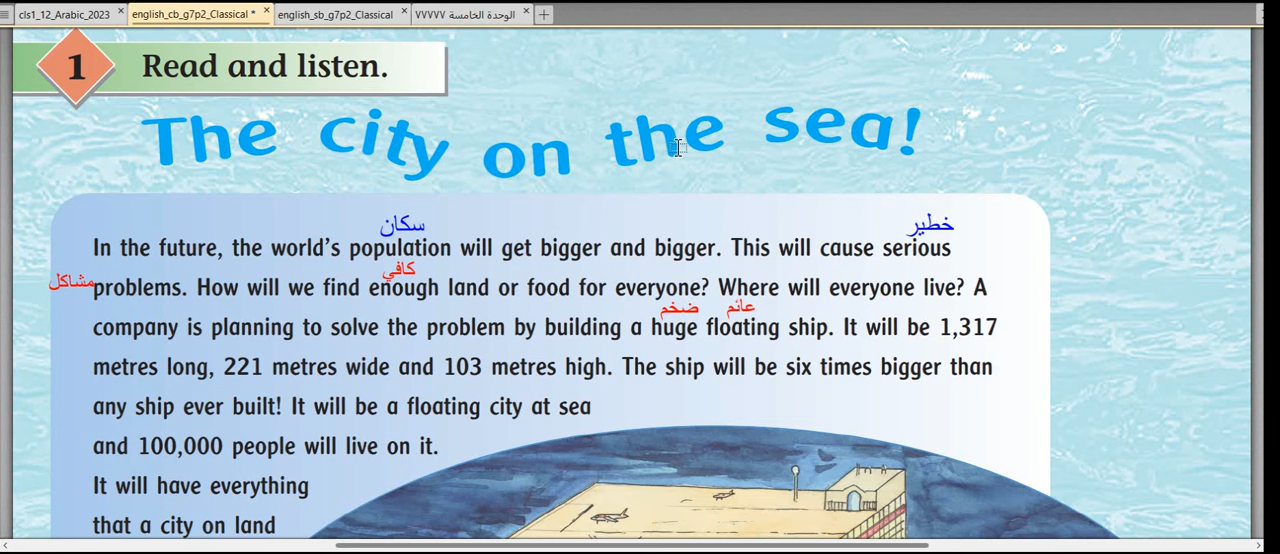 cls1_12_Arabic_2023
english_cb_g7p2_Classical *
english_sb_g7p2_Classical
الوحدة الخامسة ٧٧٧٧٧
1 Read and listen.
The city on the sea!
سكان
خطير
In the future, the world's population will get bigger and bigger. This will cause serious
كافي
مشاكل
problems. How will we find enough land or food for everyone? Where will everyone live? A
ضخم
عائم
company is planning to solve the problem by building a huge floating ship. It will be 1,317
metres long, 221 metres wide and 103 metres high. The ship will be six times bigger than
any ship ever built! It will be a floating city at sea
and 100,000 people will live on it.
It will have everything
that a city on land